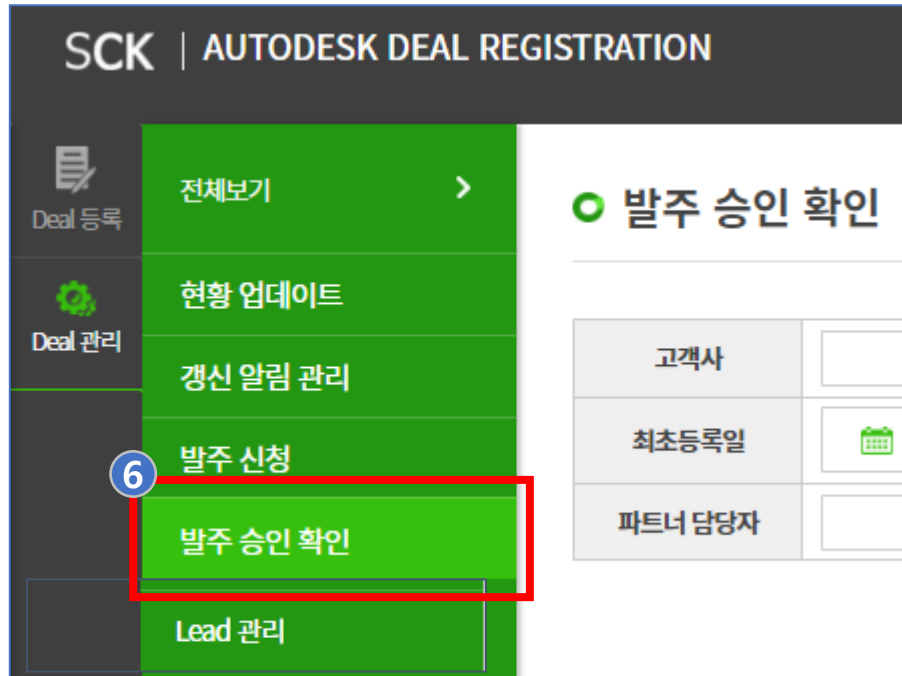 SCK | AUTODESK DEAL REGISTRATION
Deal 등록
Deal 관리
전체보기
현황 업데이트
갱신 알림 관리
발주 신청
6
발주 승인 확인
Lead 관리
발주 승인 확인
고객사
최초등록일
파트너 담당자